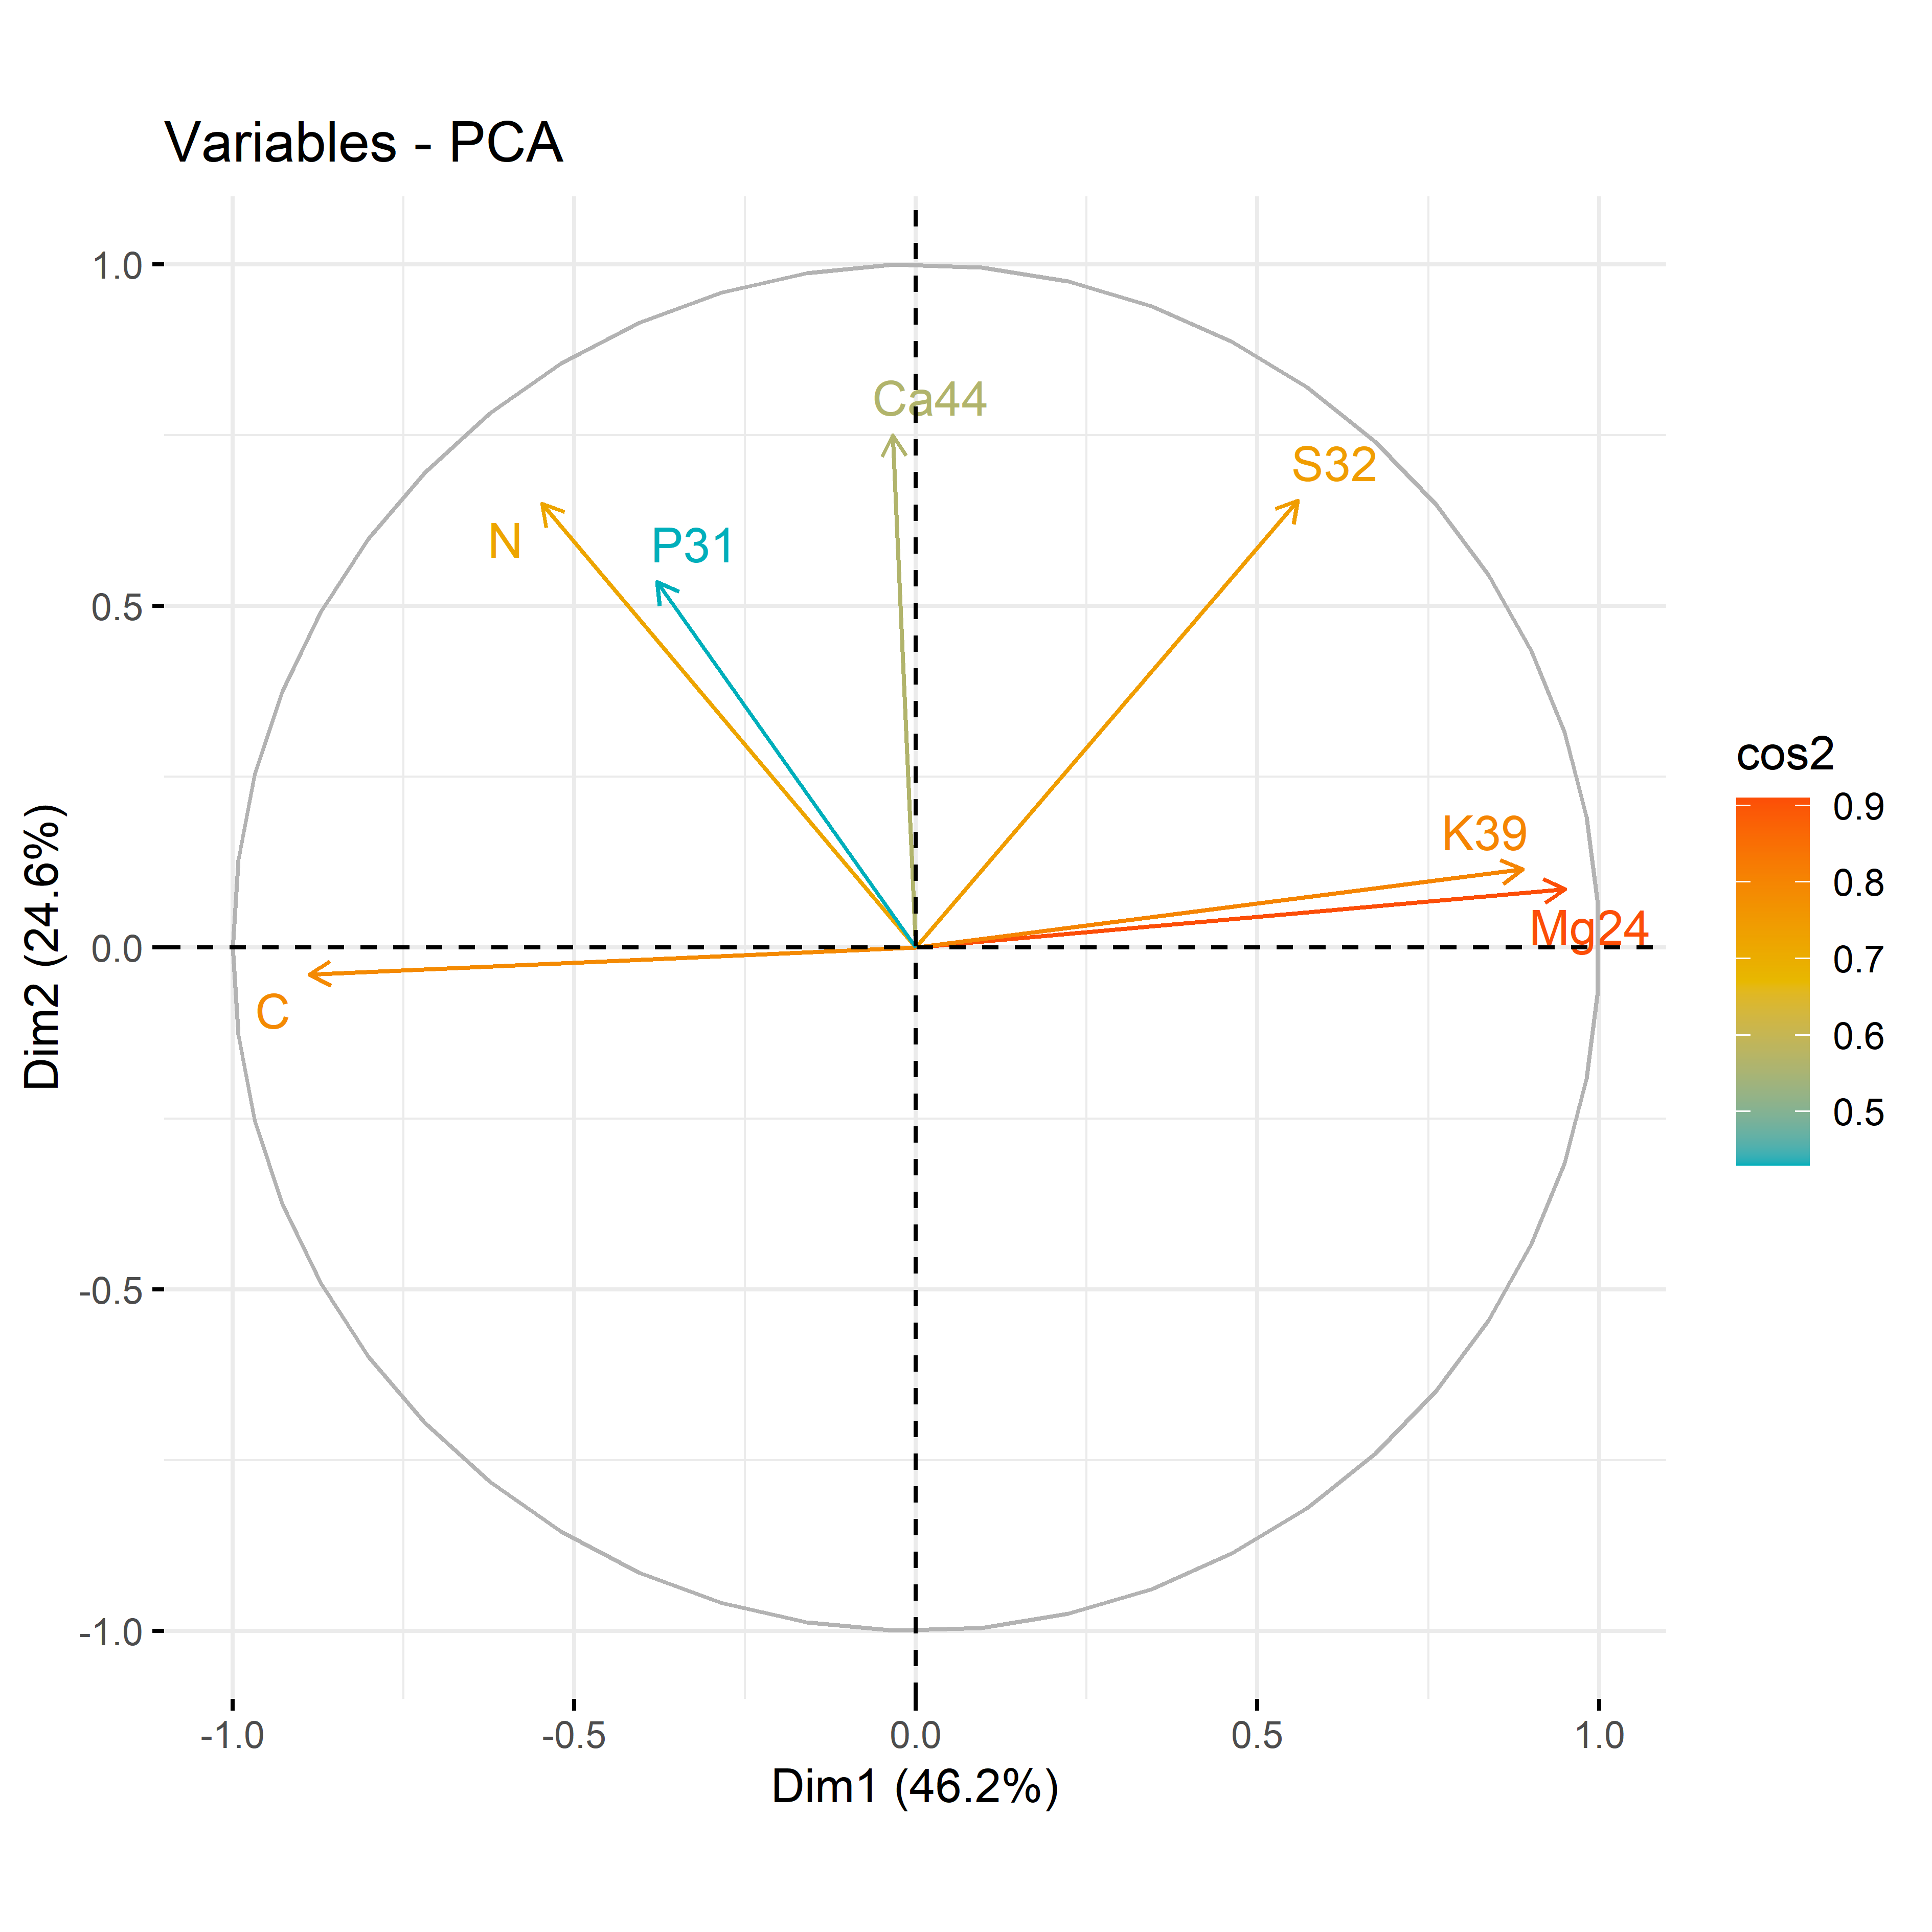 Variables - PCA
1.0
0.5
0.0
-0.5
-1.0
Dim2 (24.6%)
Ca44
S32
N
P31
K39
Mg24
C
-1.0
-0.5
0.0
0.5
1.0
Dim1 (46.2%)
cos2
0.9
0.8
0.7
0.6
0.5